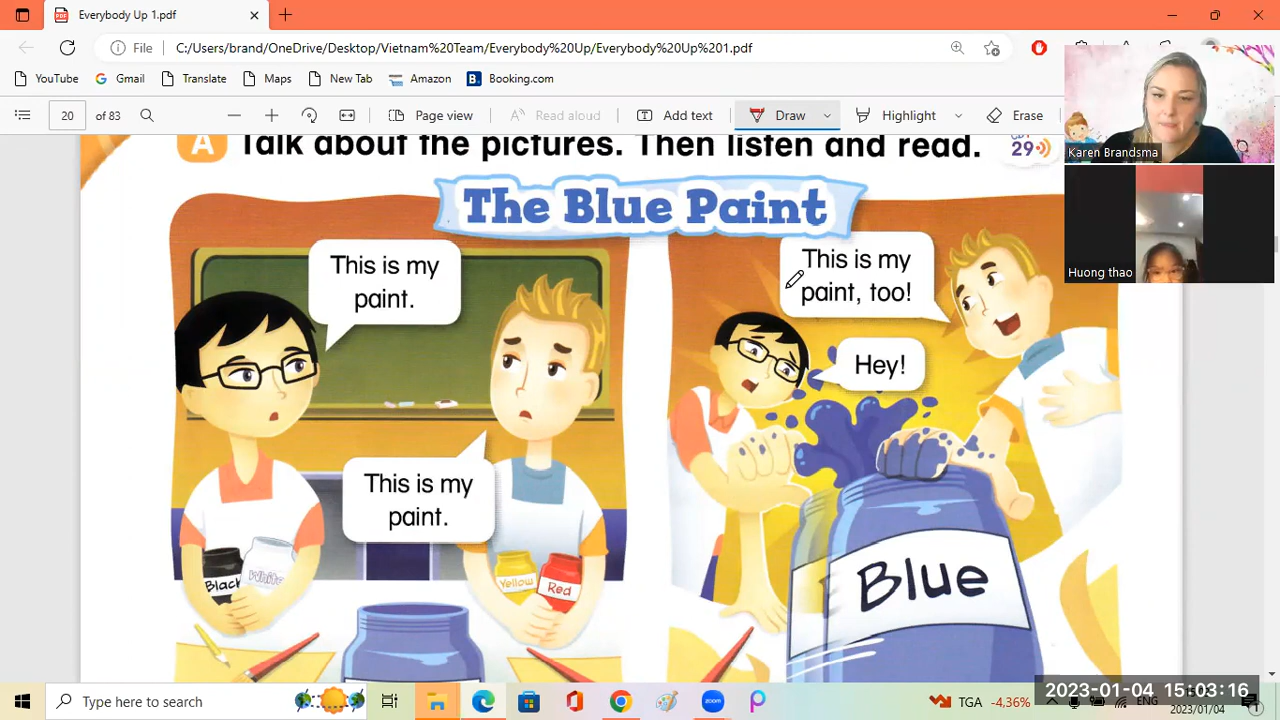 Everybody Up 1.pdf
File
C:/Users/brand/OneDrive/Desktop/Vietnam%20Team/Everybody%20Up/Everybody%20Up%201.pdf
YouTube
Gmail
Translate
Maps
New Tab
Amazon
B.
Booking.com
20
of 83
Page view
Read aloud
Add text
Draw
Highlight
Erase
Karen Brandsma
Huong thao
A Talk about the pictures. Then listen and read.
29
The Blue Paint
This is my
paint.
This is my
paint.
Black
White
Yellow
Red
This is my
paint, too!
Hey!
Blue
Type here to search
zoom
TGA -4,36%
ENG
2023-01-04 15:03:16
2023/01/04